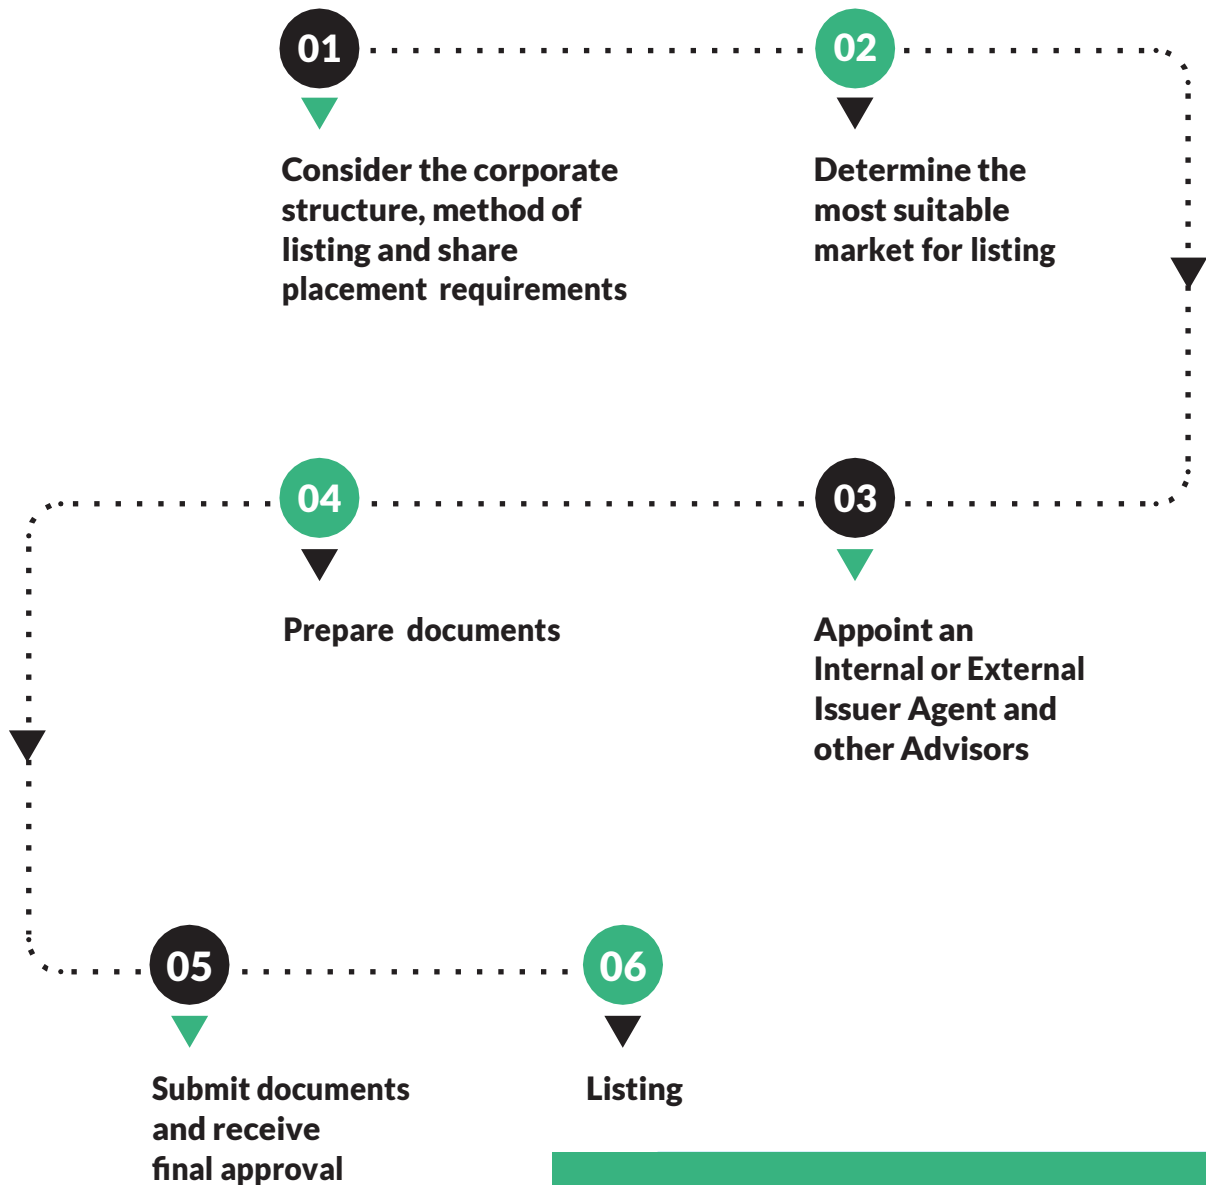 01
Consider the corporate
structure, method of
listing and share
placement requirements
02
Determine the
most suitable
market for listing
03
Appoint an
Internal or External
Issuer Agent and
other Advisors
04
Prepare documents
05
Submit documents
and receive
final approval
06
Listing